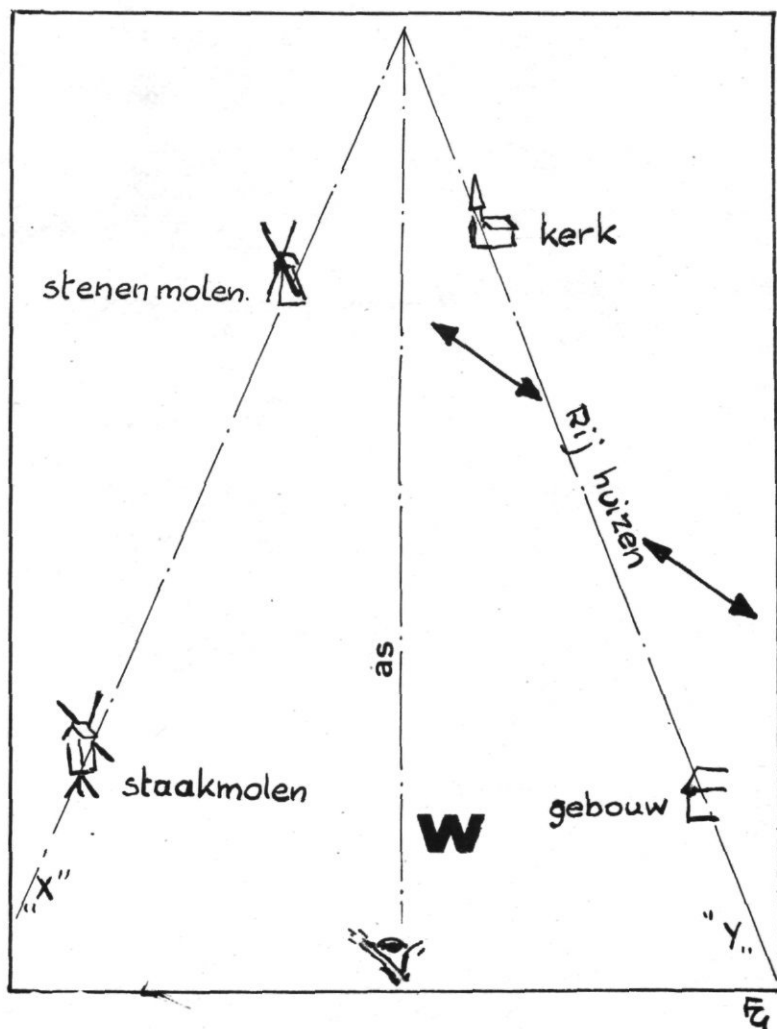 kerk
stenen molen.
Rij huizen
as
staakmolen
gebouw
W
„X”
"Y„